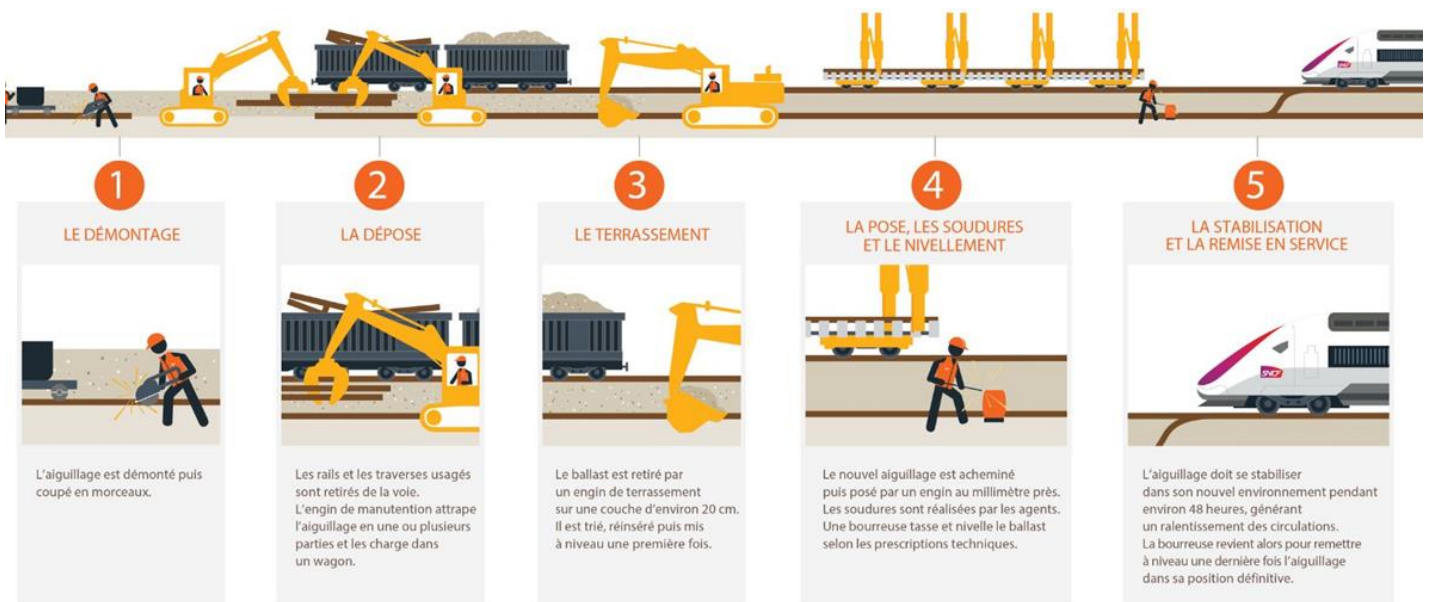 1
LE DÉMONTAGE
L'aiguillage est démonté puis
coupé en morceaux.
2
LA DÉPOSE
Les rails et les traverses usagés
sont retirés de la voie.
L'engin de manutention attrape
l'aiguillage en une ou plusieurs
parties et les charge dans
un wagon.
3
LE TERRASSEMENT
Le ballast est retiré par
un engin de terrassement
sur une couche d'environ 20 cm.
Il est trié, réinséré puis mis
à niveau une première fois.
4
LA POSE, LES SOUDURES
ET LE NIVELLEMENT
Le nouvel aiguillage est acheminé
puis posé par un engin au millimètre près.
Les soudures sont réalisées par les agents.
Une bourreuse tasse et nivelle le ballast
selon les prescriptions techniques.
5
LA STABILISATION
ET LA REMISE EN SERVICE
SNCF
L'aiguillage doit se stabiliser
dans son nouvel environnement pendant
environ 48 heures, générant
un ralentissement des circulations.
La bourreuse revient alors pour remettre
à niveau une dernière fois l'aiguillage
dans sa position définitive.
SNCF